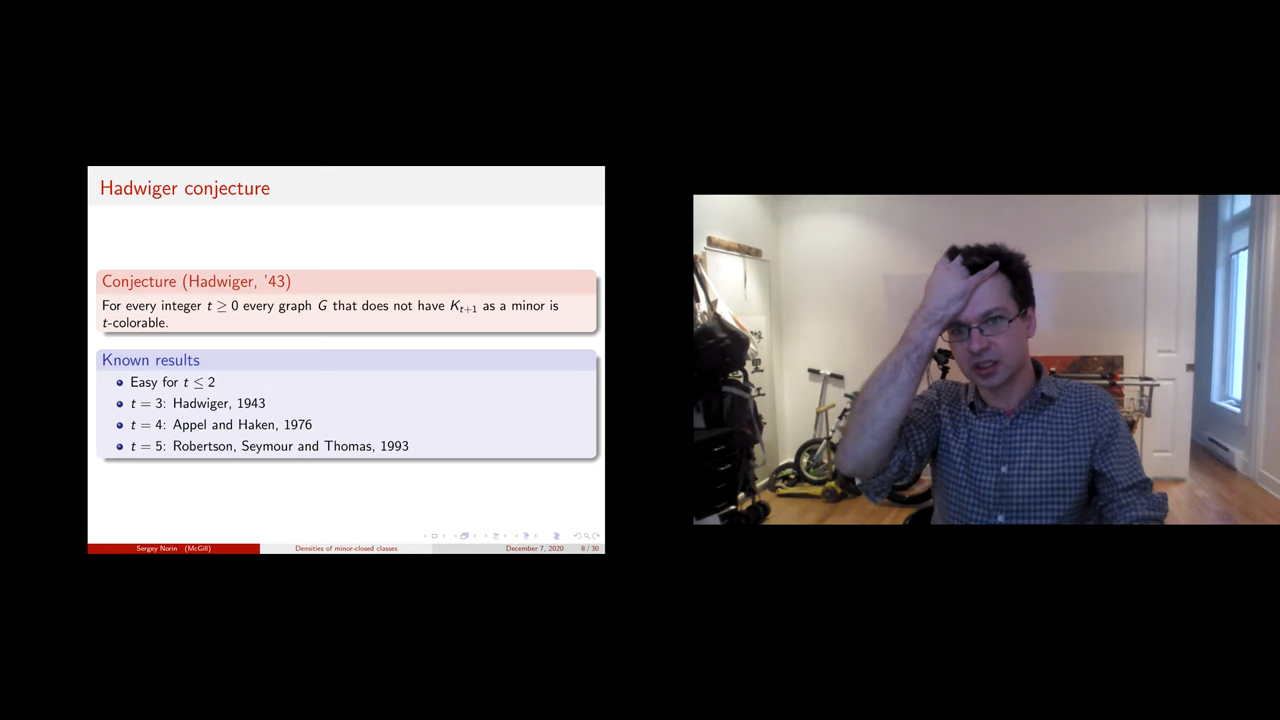 Hadwiger conjecture
Conjecture (Hadwiger, '43)
For every integer t ≥ 0 every graph G that does not have K_{t+1} as a minor is
t-colorable.
Known results
Easy for t ≤ 2
t = 3: Hadwiger, 1943
t = 4: Appel and Haken, 1976
t = 5: Robertson, Seymour and Thomas, 1993
Sergey Norin (McGill) Densities of minor-closed classes December 7, 2020 8 / 30